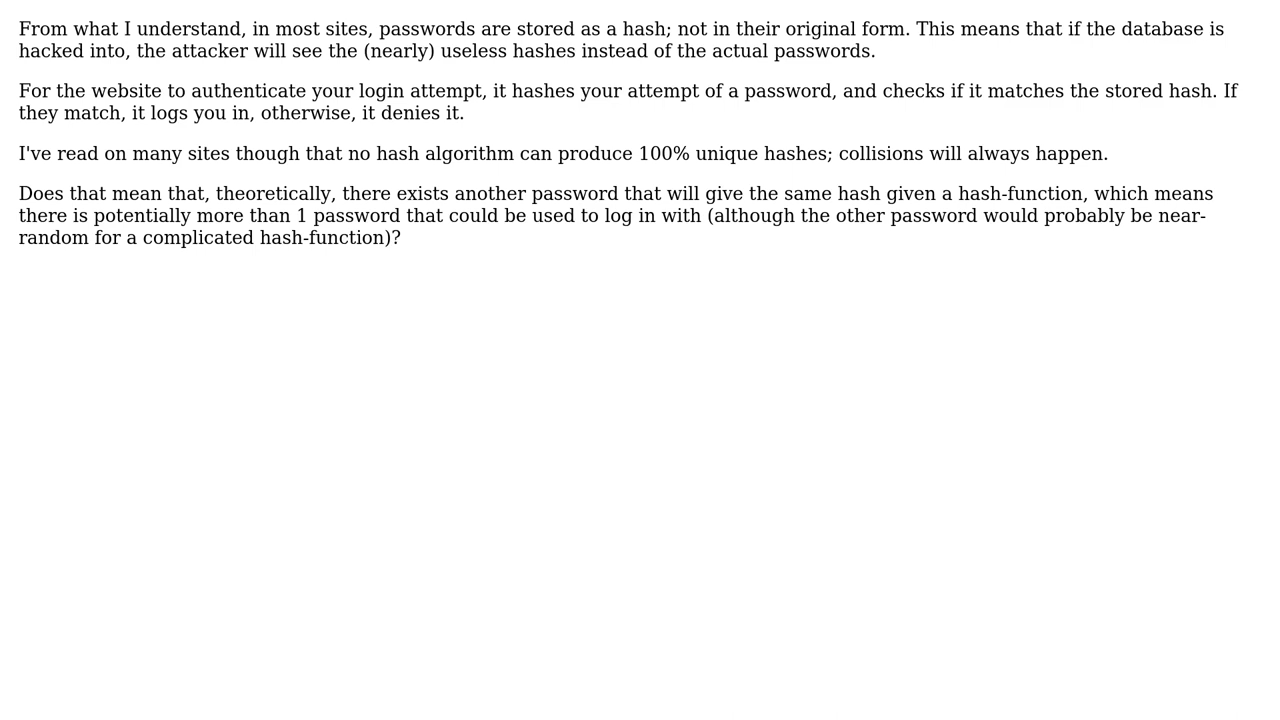 From what I understand, in most sites, passwords are stored as a hash; not in their original form. This means that if the database is
hacked into, the attacker will see the (nearly) useless hashes instead of the actual passwords.
For the website to authenticate your login attempt, it hashes your attempt of a password, and checks if it matches the stored hash. If
they match, it logs you in, otherwise, it denies it.
I've read on many sites though that no hash algorithm can produce 100% unique hashes; collisions will always happen.
Does that mean that, theoretically, there exists another password that will give the same hash given a hash-function, which means
there is potentially more than 1 password that could be used to log in with (although the other password would probably be near-
random for a complicated hash-function)?